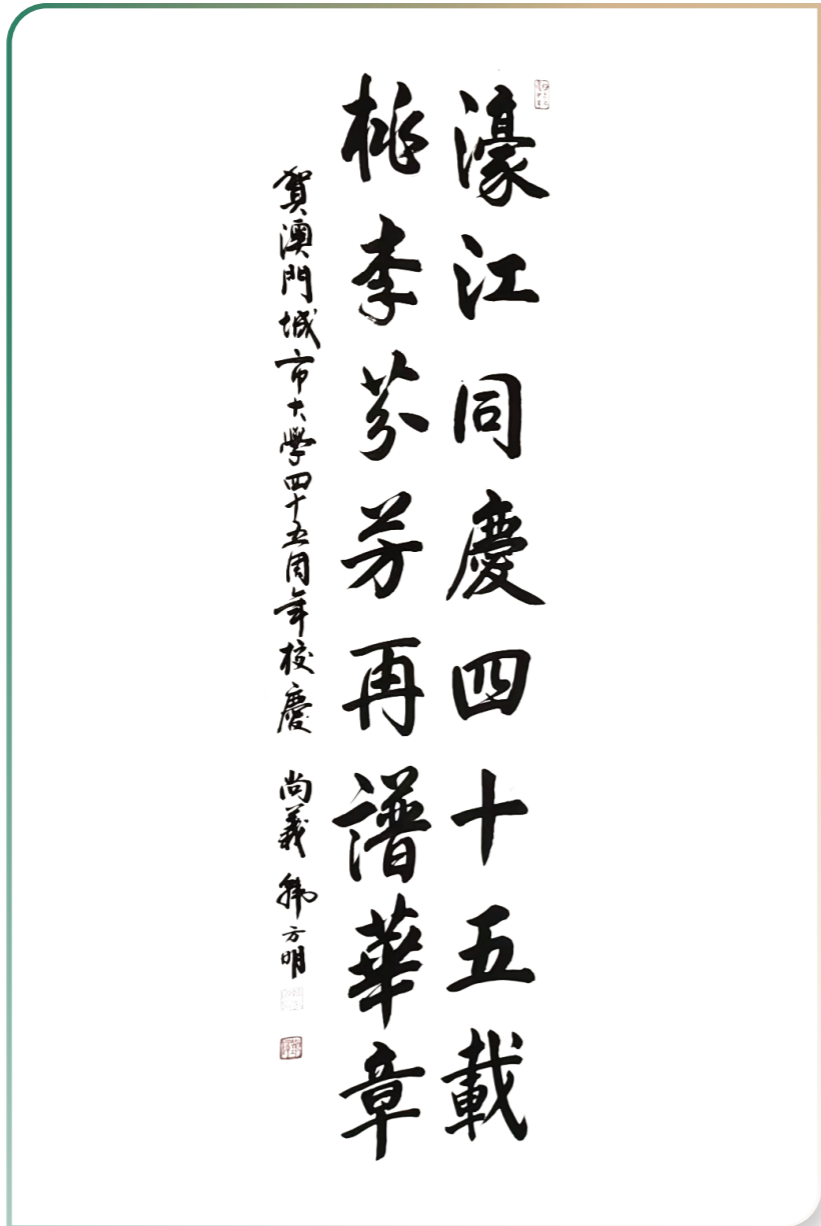 濠江同慶四十五載
桃李芬芳再譜華章
賀澳門城市大學四十五周年校慶 尚義 韓方明